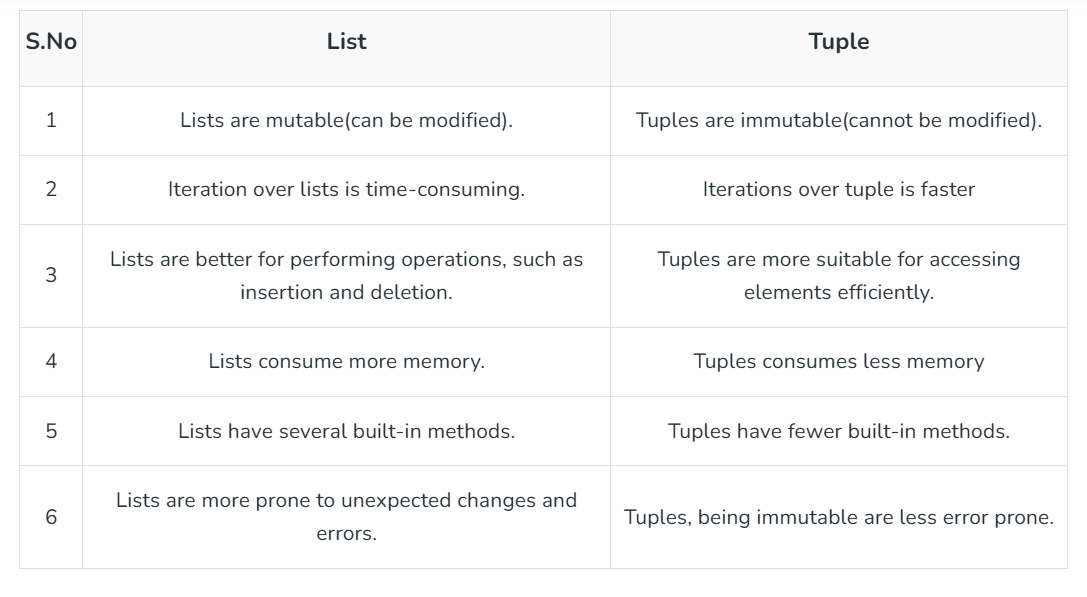 S.No List Tuple
1 Lists are mutable(can be modified). Tuples are immutable(cannot be modified).
2 Iteration over lists is time-consuming. Iterations over tuple is faster
3 Lists are better for performing operations, such as
insertion and deletion. Tuples are more suitable for accessing
elements efficiently.
4 Lists consume more memory. Tuples consumes less memory
5 Lists have several built-in methods. Tuples have fewer built-in methods.
6 Lists are more prone to unexpected changes and
errors. Tuples, being immutable are less error prone.